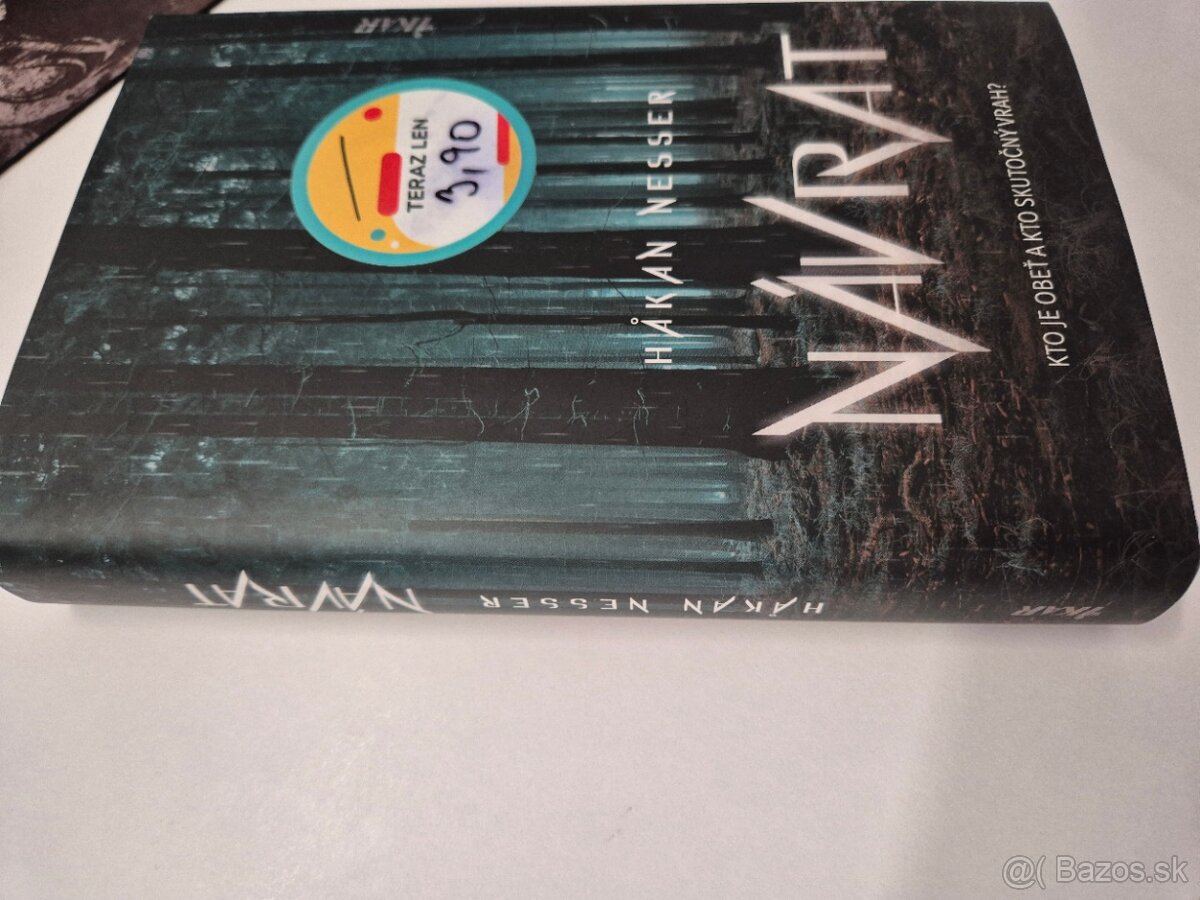 IKAR
HÅKAN NESSER
NÁVRAT
KTO JE OBEŤ A KTO SKUTOČNÝ VRAH?
TERAZ LEN
3,90
NÁVRAT
HÅKAN NESSER
IKAR
@( Bazos.sk